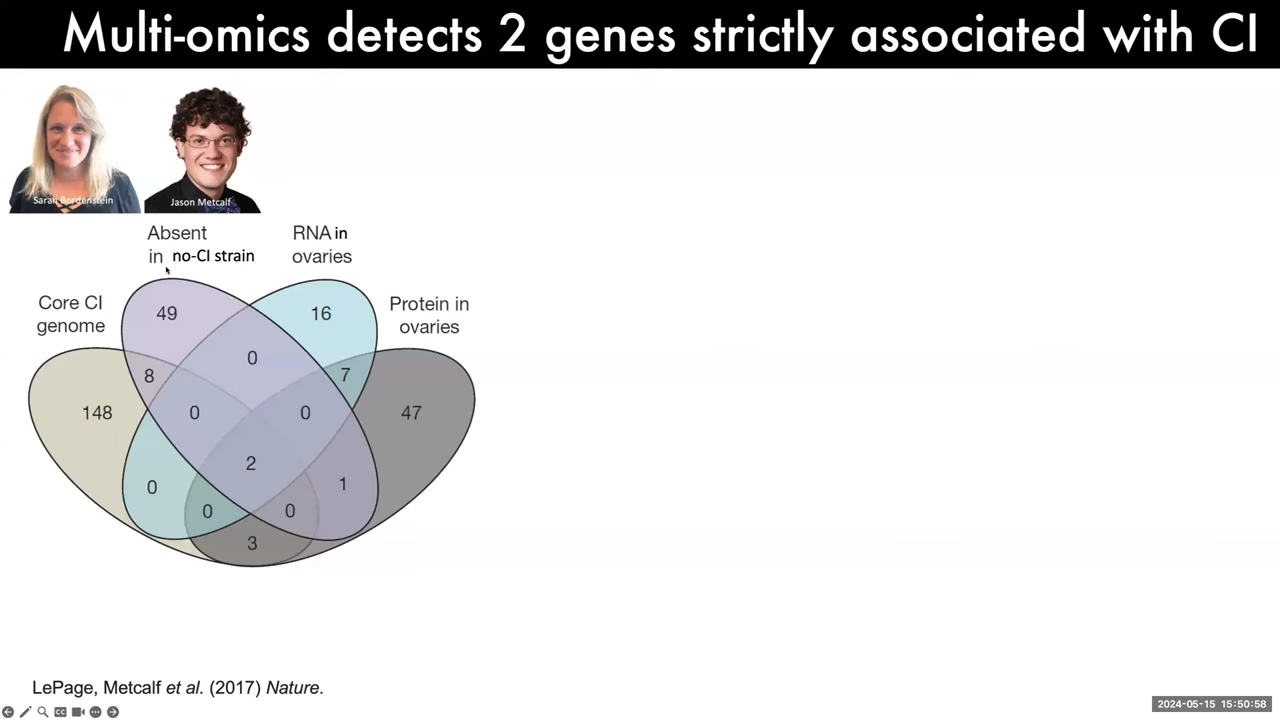 Multi-omics detects 2 genes strictly associated with CI
Sarah Bordenstein
Jason Metcalf
Absent
in no-CI strain
RNA in
ovaries
Core CI
genome
Protein in
ovaries
49
16
0
8
7
148
0
0
47
2
0
1
0
0
3
LePage, Metcalf et al. (2017) Nature.
CC
2024-05-15 15:50:58